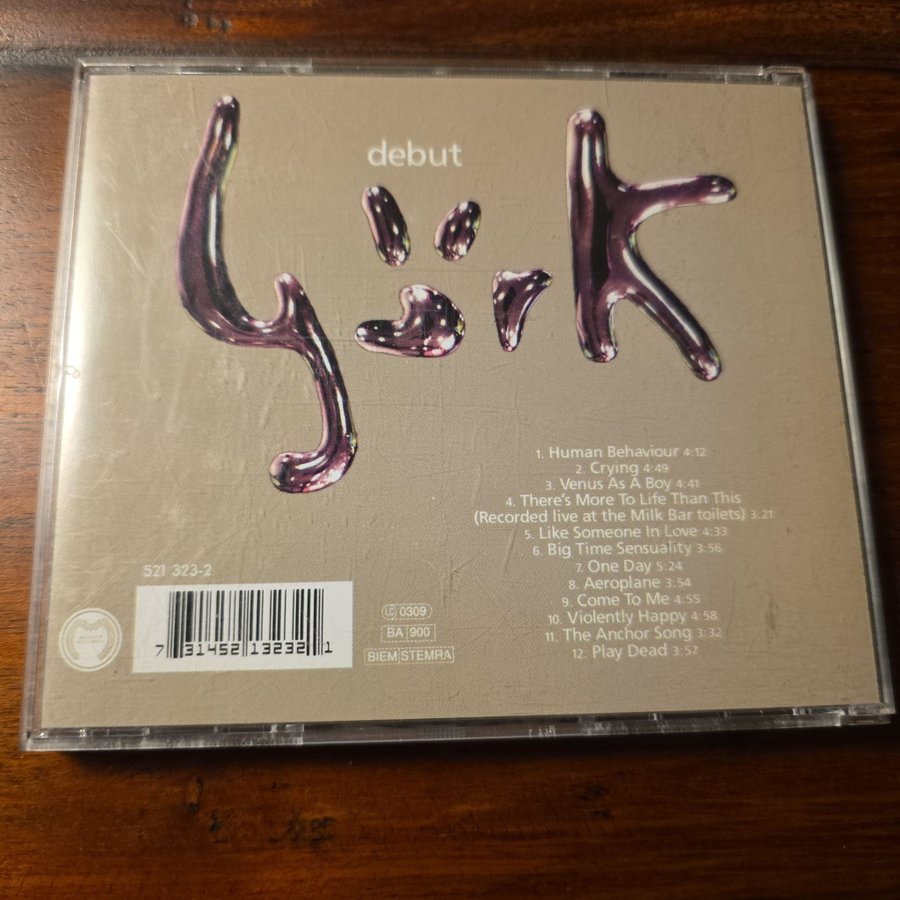 debut
björk
1. Human Behaviour 4:12
2. Crying 4:49
3. Venus As A Boy 4:41
4. There's More To Life Than This
(Recorded live at the Milk Bar toilets) 3:21
5. Like Someone In Love 4:33
6. Big Time Sensuality 3:56
7. One Day 5:24
8. Aeroplane 3:54
9. Come To Me 4:55
10. Violently Happy 4:58
11. The Anchor Song 3:32
12. Play Dead 3:57
521 323-2
7 31452 13232 1
LC 0309
BA 900
BIEM STEMRA